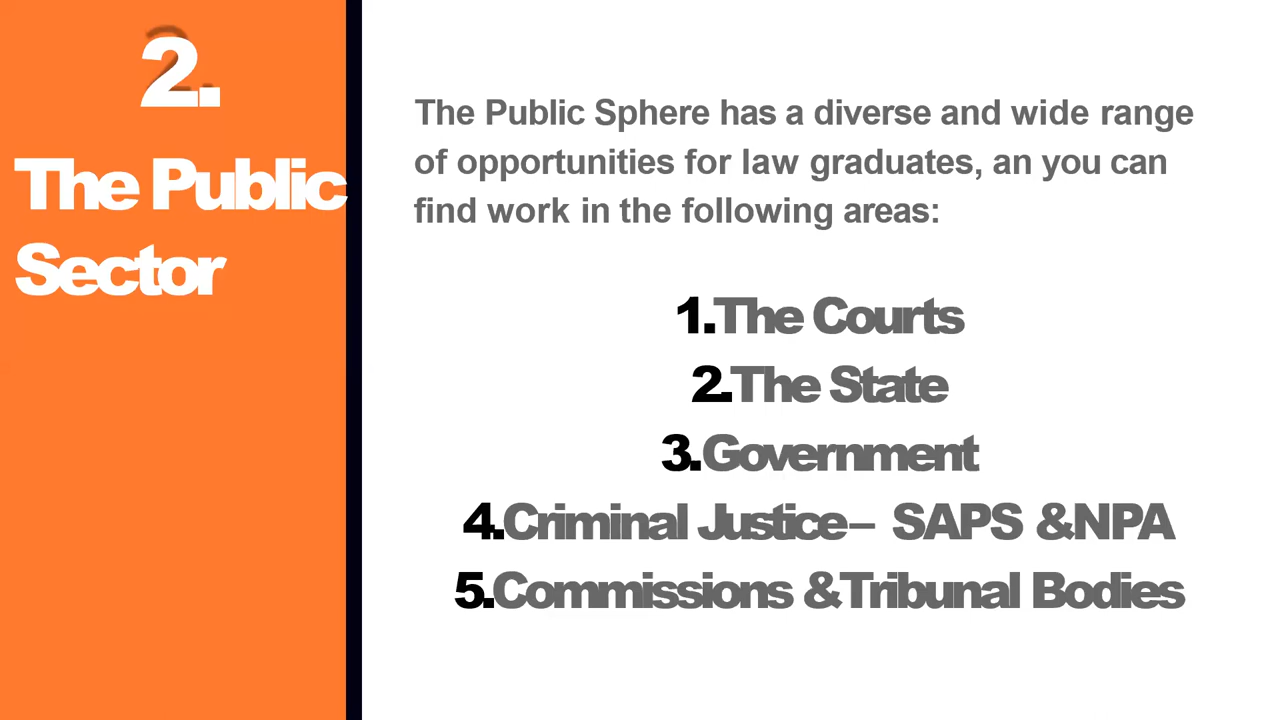 2.
The Public
Sector
The Public Sphere has a diverse and wide range
of opportunities for law graduates, an you can
find work in the following areas:
1.The Courts
2.The State
3.Government
4.Criminal Justice– SAPS &NPA
5.Commissions &Tribunal Bodies